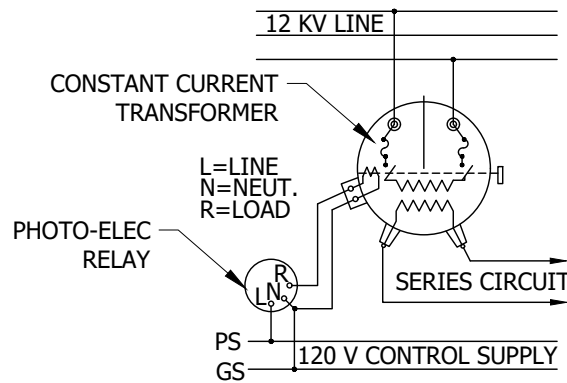 12 KV LINE
CONSTANT CURRENT
TRANSFORMER
L=LINE
N=NEUT.
R=LOAD
PHOTO-ELEC
RELAY
R
LN
SERIES CIRCUIT
PS
120 V CONTROL SUPPLY
GS